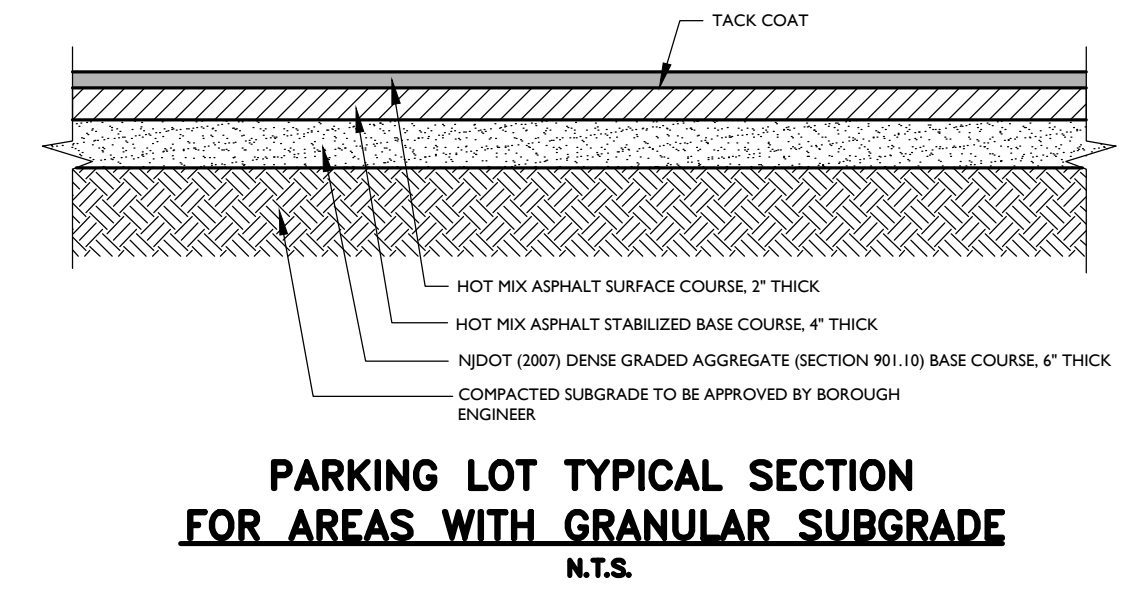 TACK COAT
HOT MIX ASPHALT SURFACE COURSE, 2" THICK
HOT MIX ASPHALT STABILIZED BASE COURSE, 4" THICK
NJDOT (2007) DENSE GRADED AGGREGATE (SECTION 901.10) BASE COURSE, 6" THICK
COMPACTED SUBGRADE TO BE APPROVED BY BOROUGH
ENGINEER
PARKING LOT TYPICAL SECTION
FOR AREAS WITH GRANULAR SUBGRADE
N.T.S.